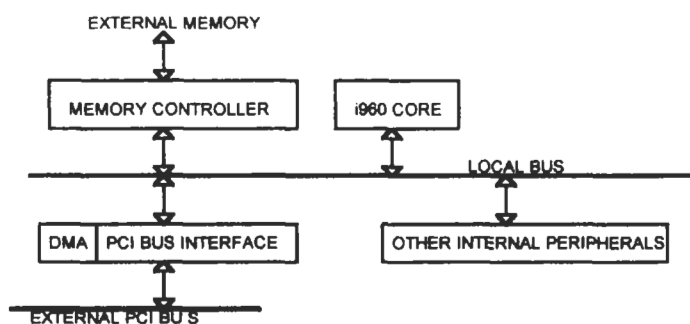 EXTERNAL MEMORY
MEMORY CONTROLLER
i960 CORE
LOCAL BUS
DMA
PCI BUS INTERFACE
OTHER INTERNAL PERIPHERALS
EXTERNAL PCI BUS